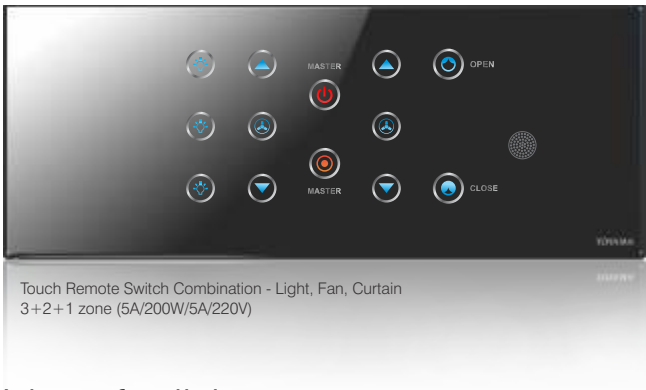 MASTER
OPEN
MASTER
CLOSE
Touch Remote Switch Combination - Light, Fan, Curtain
3+2+1 zone (5A/200W/5A/220V)